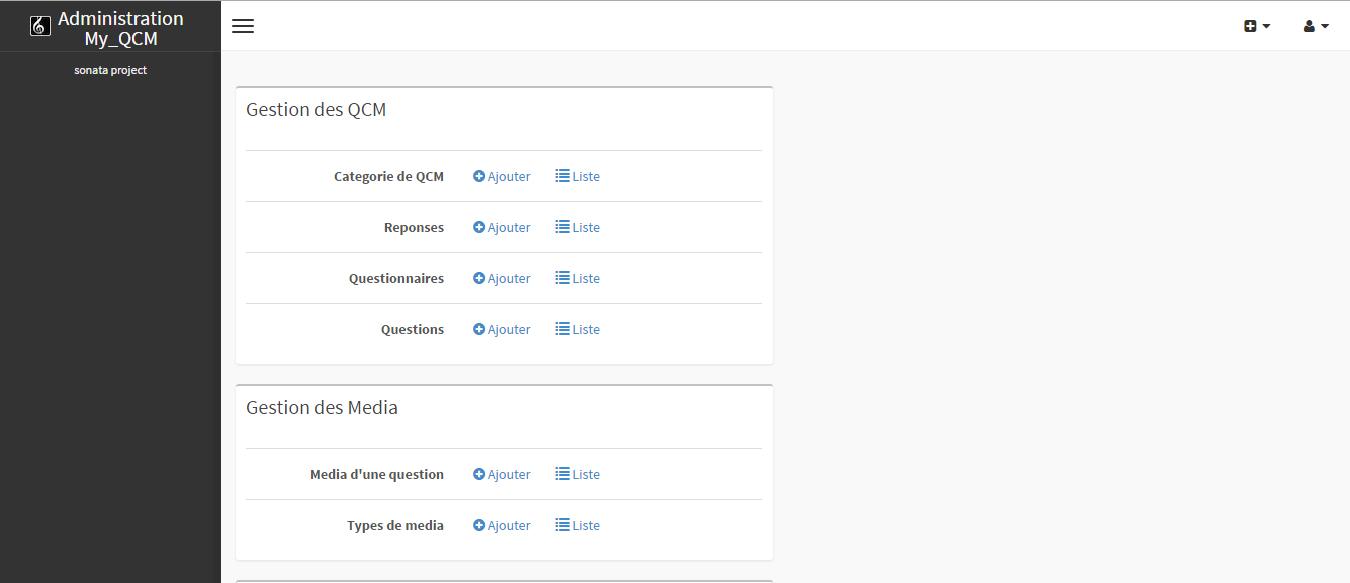 Administration
My_QCM
sonata project
Gestion des QCM
Categorie de QCM Ajouter Liste
Reponses Ajouter Liste
Questionnaires Ajouter Liste
Questions Ajouter Liste
Gestion des Media
Media d'une question Ajouter Liste
Types de media Ajouter Liste